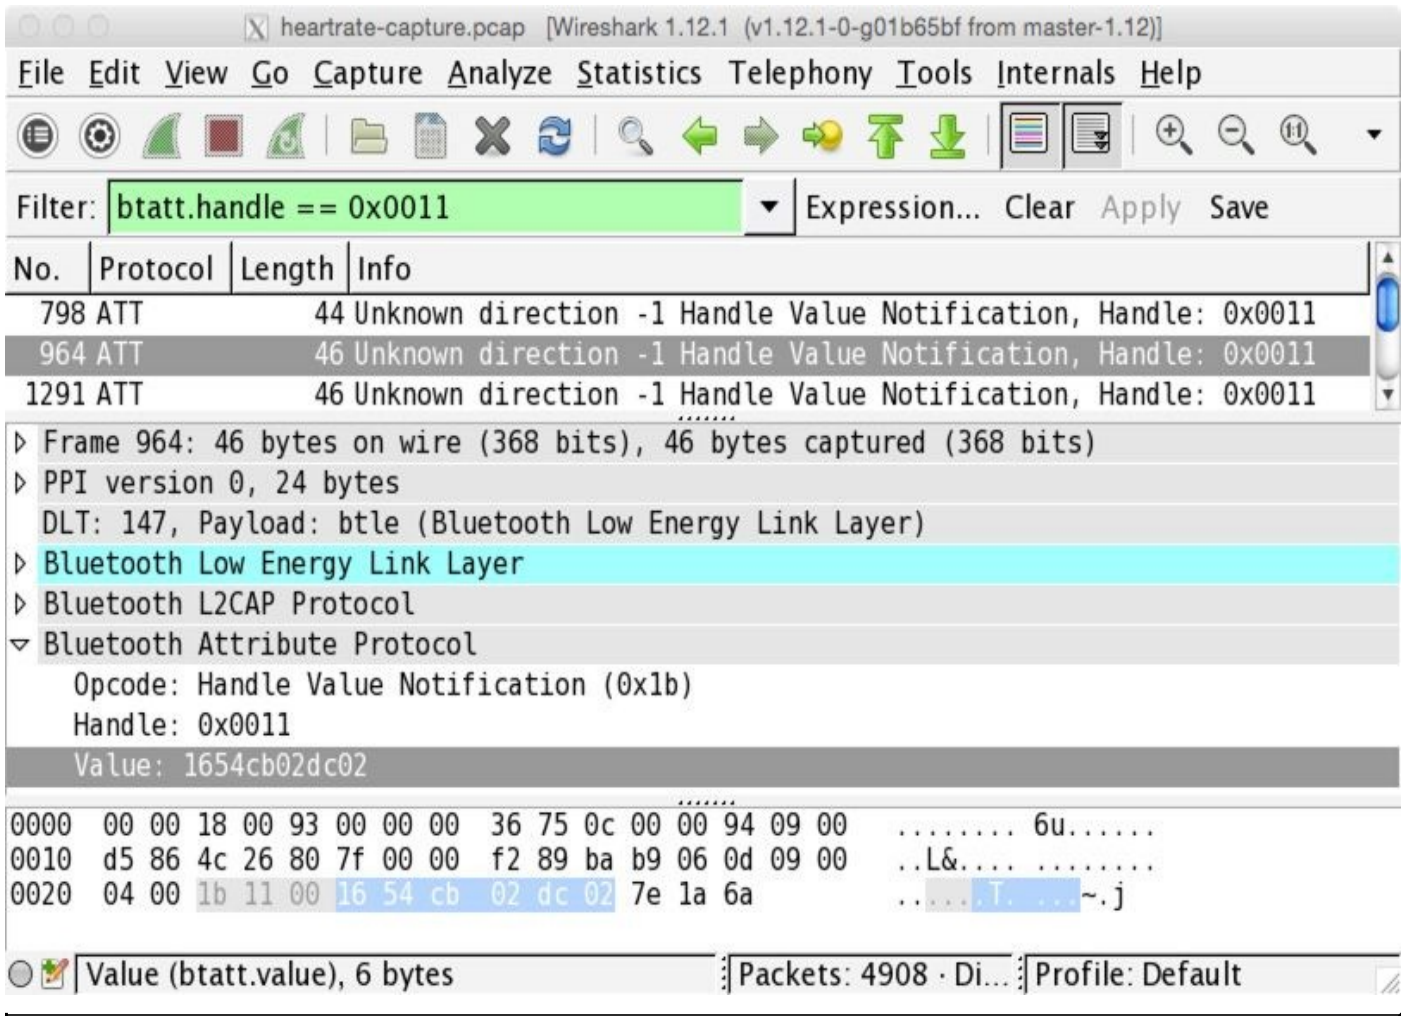 heartrate-capture.pcap [Wireshark 1.12.1 (v1.12.1-0-g01b65bf from master-1.12)]
File Edit View Go Capture Analyze Statistics Telephony Tools Internals Help
Filter: btatt.handle == 0x0011 Expression... Clear Apply Save
No. Protocol Length Info
798 ATT 44 Unknown direction -1 Handle Value Notification, Handle: 0x0011
964 ATT 46 Unknown direction -1 Handle Value Notification, Handle: 0x0011
1291 ATT 46 Unknown direction -1 Handle Value Notification, Handle: 0x0011
Frame 964: 46 bytes on wire (368 bits), 46 bytes captured (368 bits)
PPI version 0, 24 bytes
DLT: 147, Payload: btle (Bluetooth Low Energy Link Layer)
Bluetooth Low Energy Link Layer
Bluetooth L2CAP Protocol
Bluetooth Attribute Protocol
Opcode: Handle Value Notification (0x1b)
Handle: 0x0011
Value: 1654cb02dc02
0000 00 00 18 00 93 00 00 00 36 75 0c 00 00 94 09 00 ........ 6u......
0010 d5 86 4c 26 80 7f 00 00 f2 89 ba b9 06 0d 09 00 ..L&.... ........
0020 04 00 1b 11 00 16 54 cb 02 dc 02 7e 1a 6a ......T. ...~.j
Value (btatt.value), 6 bytes Packets: 4908 · Di... Profile: Default